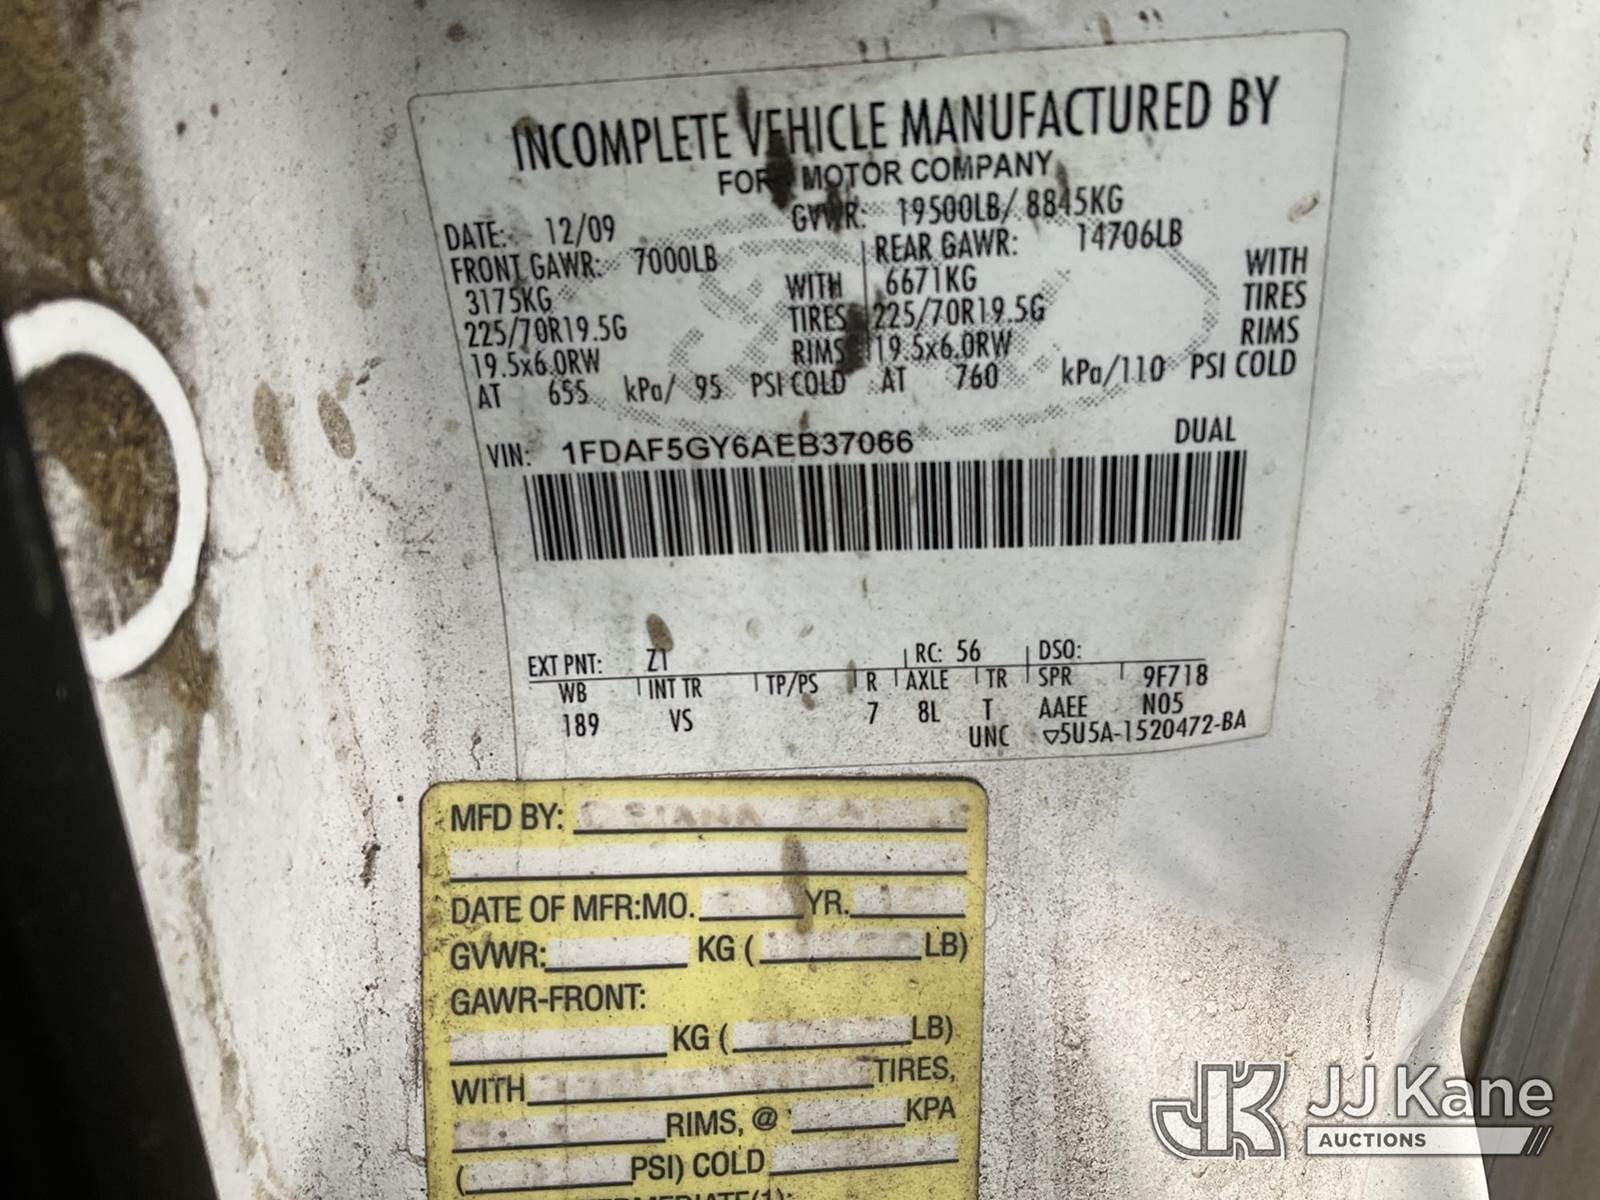 INCOMPLETE VEHICLE MANUFACTURED BY
FORD MOTOR COMPANY
DATE: 12/09 GVWR: 19500LB/ 8845KG
FRONT GAWR: 7000LB REAR GAWR: 14706LB
3175KG WITH 6671KG WITH
225/70R19.5G TIRES 225/70R19.5G TIRES
19.5x6.0RW RIMS 19.5x6.0RW RIMS
AT 655 kPa/ 95 PSI COLD AT 760 kPa/110 PSI COLD
VIN: 1FDAF5GY6AEB37066 DUAL
EXT PNT: Z1 RC: 56 DSO:
WB INT TR TP/PS R AXLE TR SPR 9F718
189 VS 7 8L T AAEE N05
UNC ▽5U5A-1520472-BA
MFD BY:
DATE OF MFR:MO. YR.
GVWR: KG ( LB)
GAWR-FRONT:
KG ( LB)
WITH TIRES,
RIMS, @ KPA
( PSI) COLD
JK JJ Kane
AUCTIONS